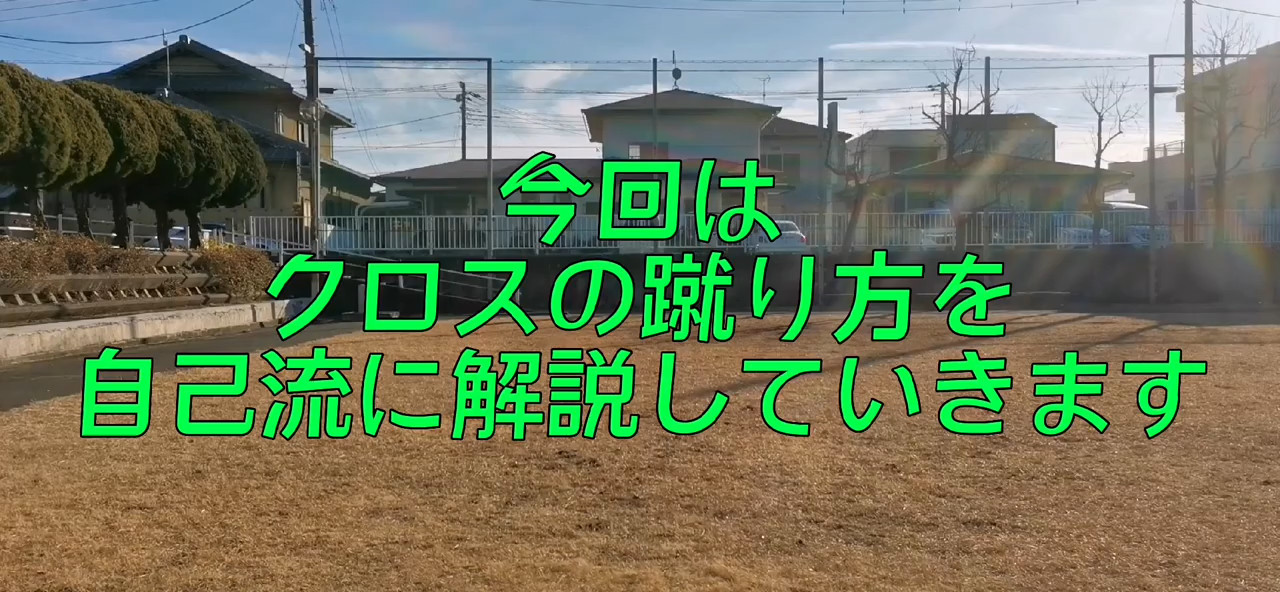 今回は
クロスの蹴り方を
自己流に解説していきます